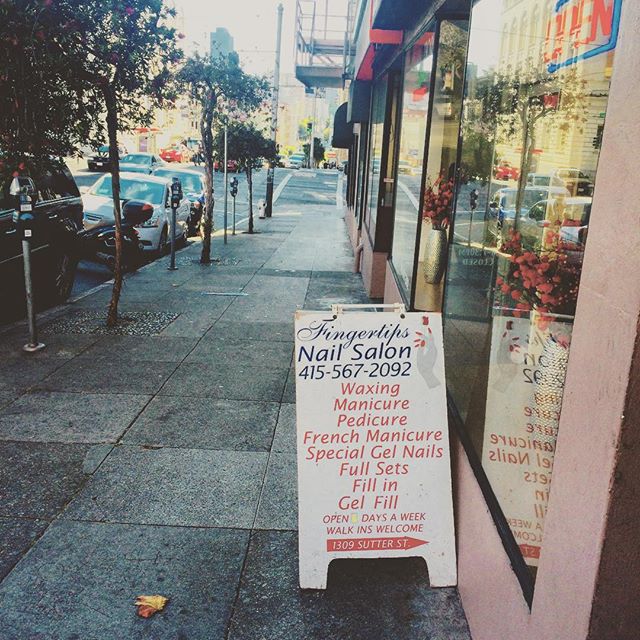 Fingertips
Nail Salon
415-567-2092
Waxing
Manicure
Pedicure
French Manicure
Special Gel Nails
Full Sets
Fill in
Gel Fill
OPEN DAYS A WEEK
WALK INS WELCOME
1309 SUTTER ST.
CLOSED